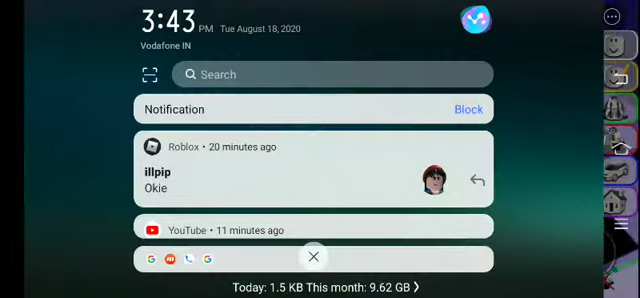 3:43 PM Tue August 18, 2020
Vodafone IN
Search
Notification Block
Roblox • 20 minutes ago
illpip
Okie
YouTube • 11 minutes ago
Today: 1.5 KB This month: 9.62 GB